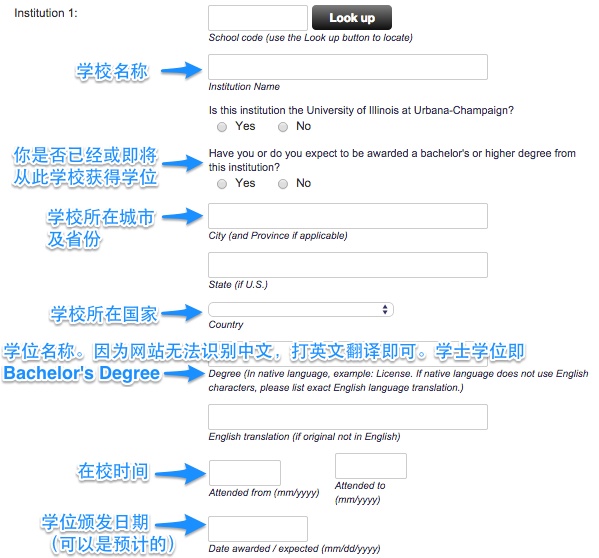 Institution 1:
Look up
School code (use the Look up button to locate)
学校名称
Institution Name
Is this institution the University of Illinois at Urbana-Champaign?
Yes No
你是否已经或即将
从此学校获得学位
Have you or do you expect to be awarded a bachelor's or higher degree from
this institution?
Yes No
学校所在城市
及省份
City (and Province if applicable)
State (if U.S.)
学校所在国家
Country
学位名称。因为网站无法识别中文，打英文翻译即可。学士学位即
Bachelor's Degree
Degree (In native language, example: License. If native language does not use English
characters, please list exact English language translation.)
English translation (if original not in English)
在校时间
Attended from (mm/yyyy)
Attended to
(mm/yyyy)
学位颁发日期
（可以是预计的）
Date awarded / expected (mm/dd/yyyy)